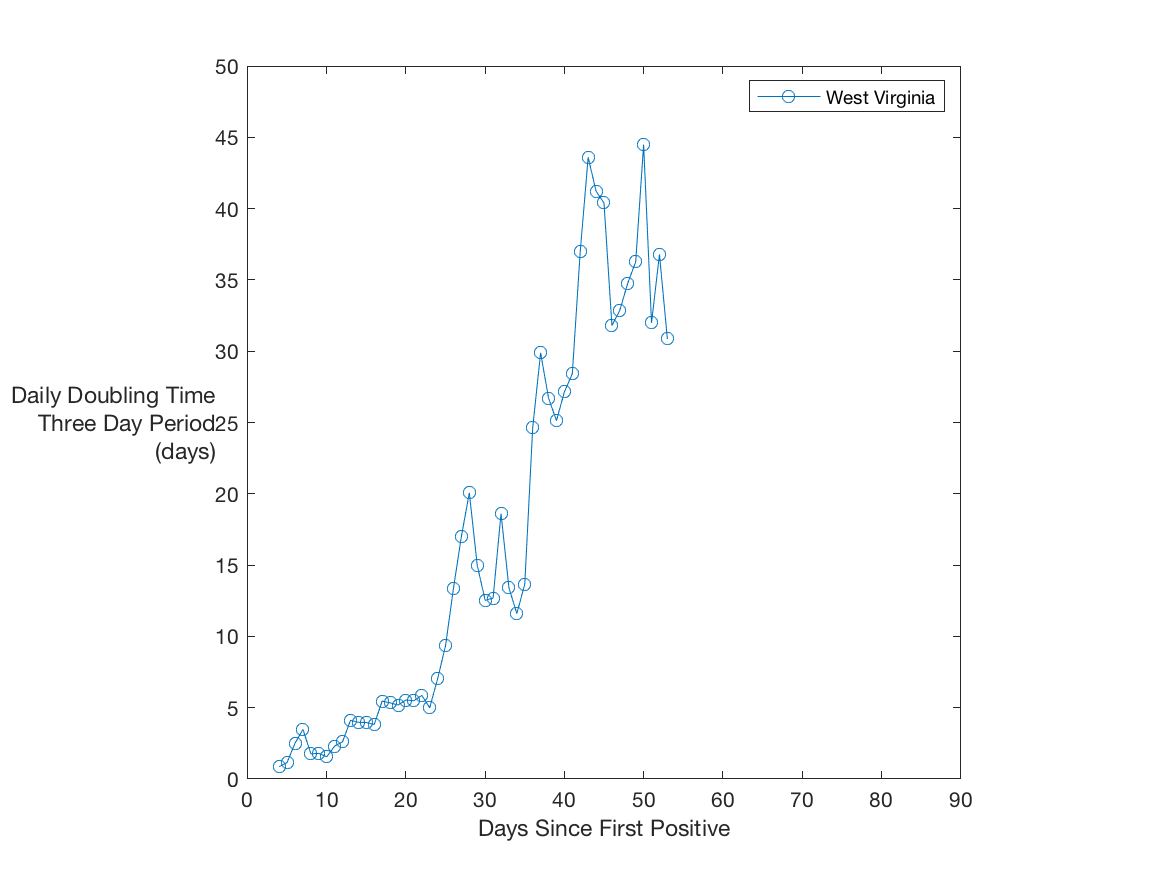 50
West Virginia
45
40
35
30
Daily Doubling Time
Three Day Period
25
(days)
20
15
10
5
0
0 10 20 30 40 50 60 70 80 90
Days Since First Positive